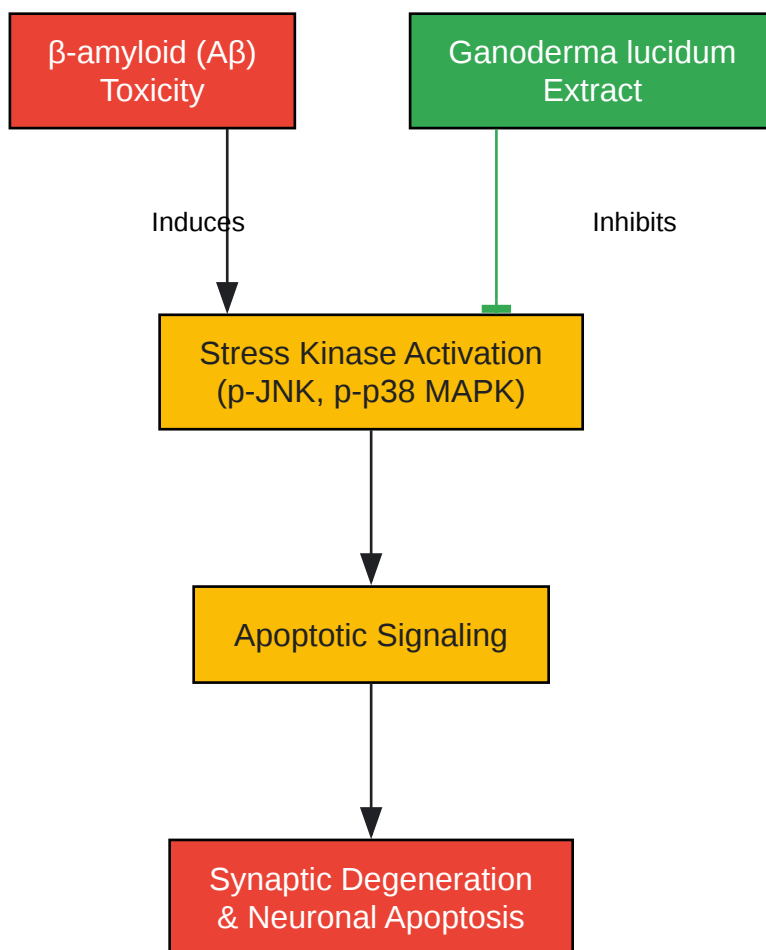 β-amyloid (Aβ)
Toxicity
Ganoderma lucidum
Extract
Induces
Inhibits
Stress Kinase Activation
(p-JNK, p-p38 MAPK)
Apoptotic Signaling
Synaptic Degeneration
& Neuronal Apoptosis